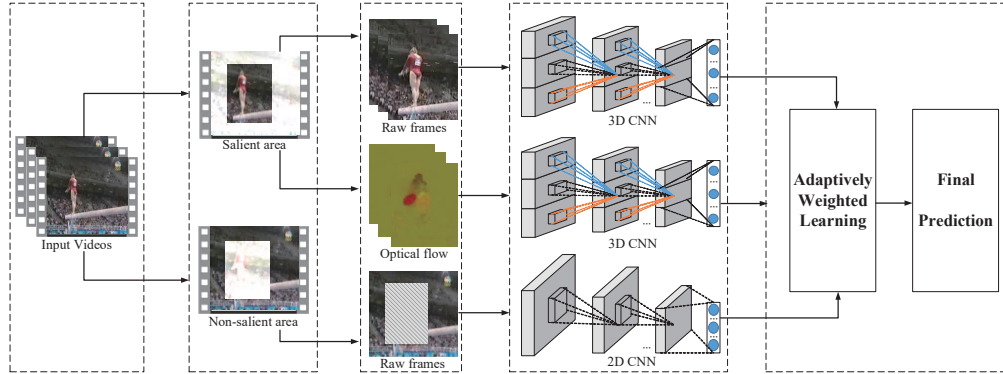 Input Videos
Salient area
Non-salient area
Raw frames
Optical flow
Raw frames
...
...
...
3D CNN
...
...
...
3D CNN
...
...
...
2D CNN
Adaptively
Weighted
Learning
Final
Prediction